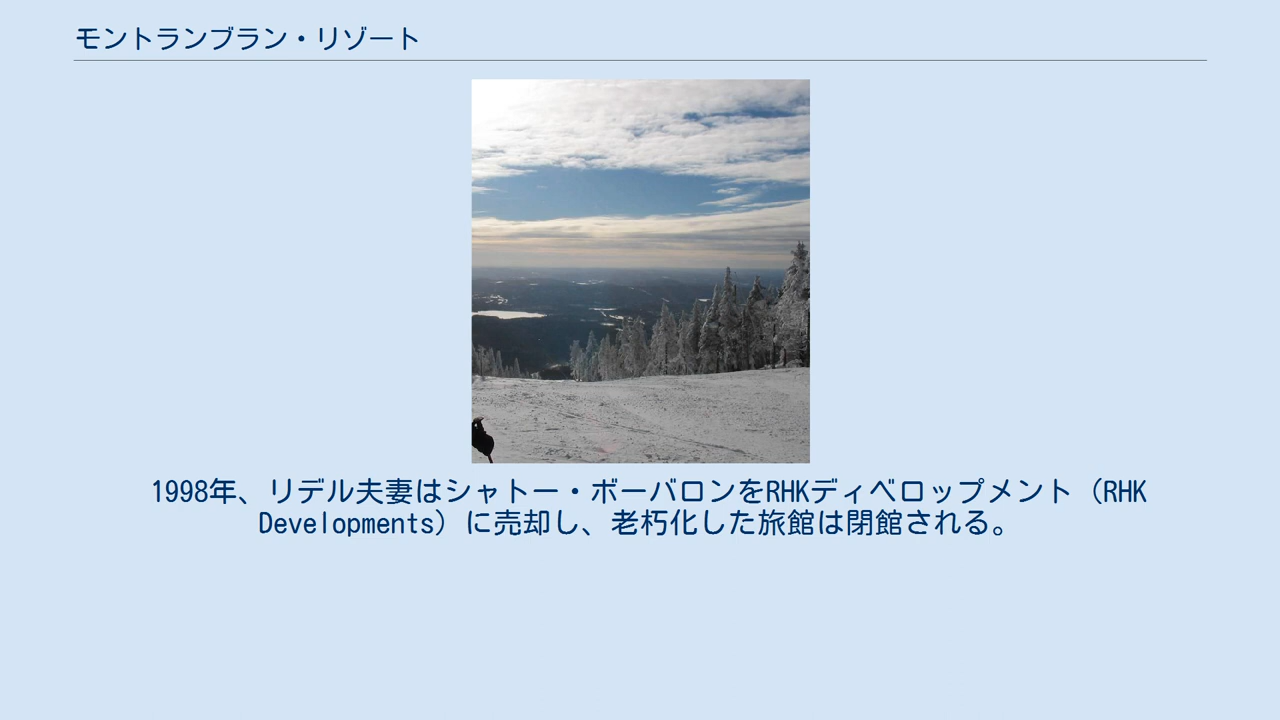 モントランブラン・リゾート
1998年、リデル夫妻はシャトー・ボーバロンをRHKディベロップメント（RHK
Developments）に売却し、老朽化した旅館は閉館される。